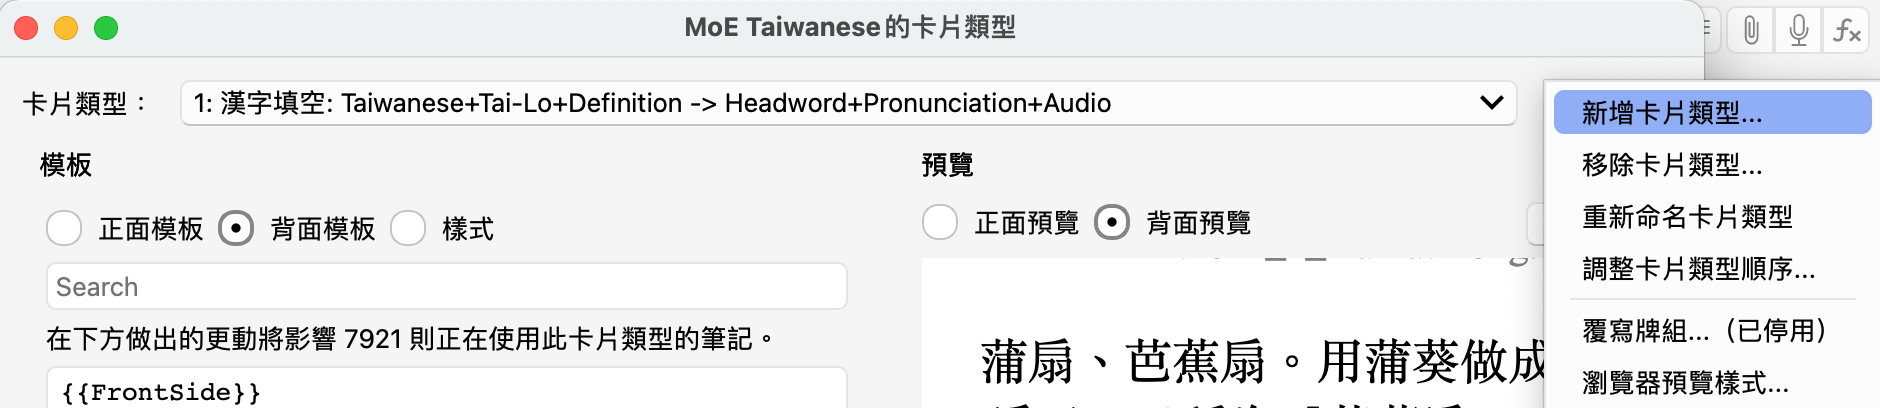 MoE Taiwanese的卡片類型
卡片類型：
1: 漢字填空: Taiwanese+Tai-Lo+Definition -> Headword+Pronunciation+Audio
模板
正面模板 背面模板 樣式
Search
在下方做出的更動將影響 7921 則正在使用此卡片類型的筆記。
{{FrontSide}}
預覽
正面預覽 背面預覽
蒲扇、芭蕉扇。用蒲葵做成
新增卡片類型...
移除卡片類型...
重新命名卡片類型
調整卡片類型順序...
覆寫牌組...（已停用）
瀏覽器預覽樣式...